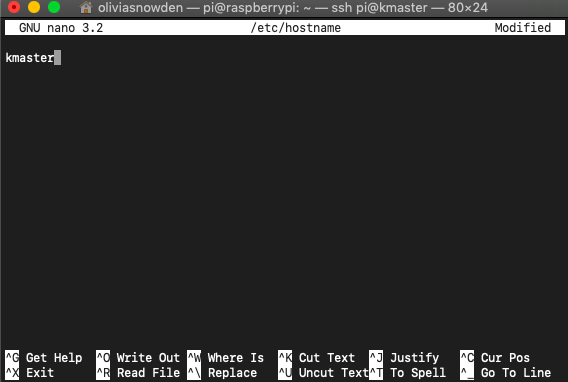 oliviasnowden — pi@raspberrypi: ~ — ssh pi@kmaster — 80×24
GNU nano 3.2 /etc/hostname Modified
kmaster
^G Get Help ^O Write Out ^W Where Is ^K Cut Text ^J Justify ^C Cur Pos
^X Exit ^R Read File ^\ Replace ^U Uncut Text^T To Spell ^_ Go To Line